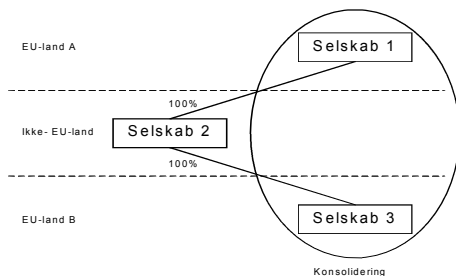 EU-land A
Selskab 1
100%
Ikke- EU-land
Selskab 2
100%
EU-land B
Selskab 3
Konsolidering